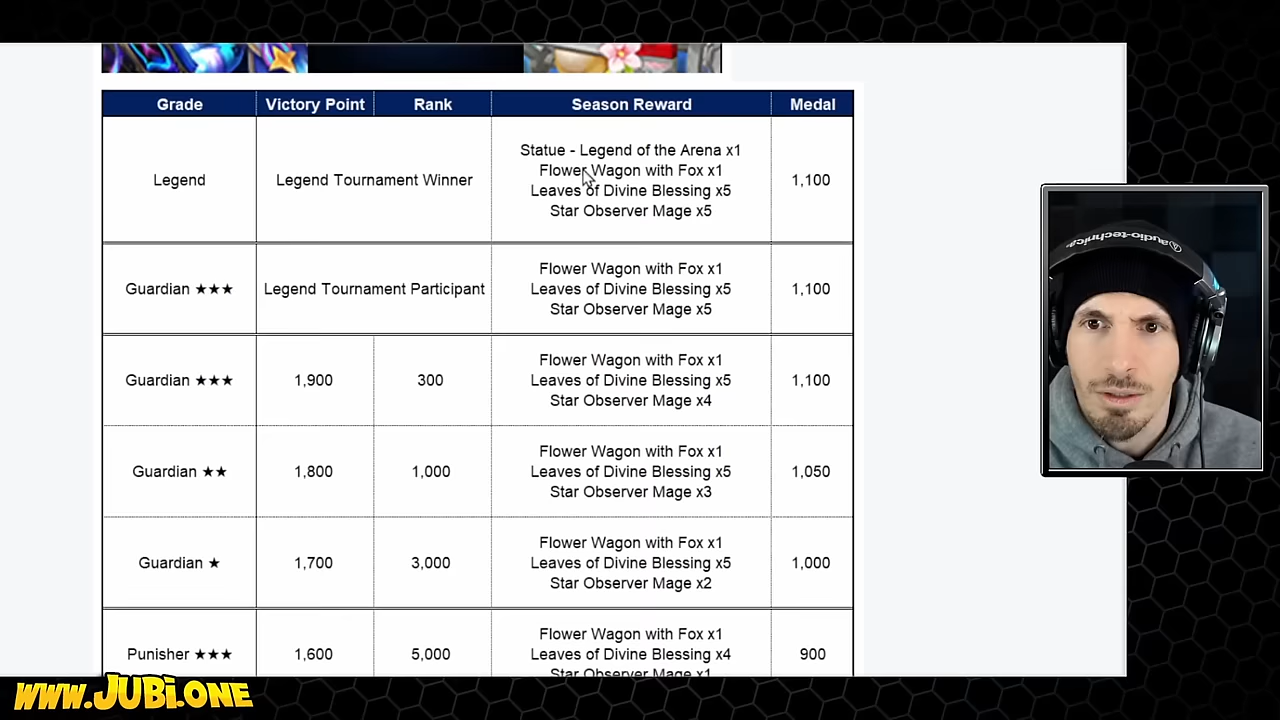 Grade Victory Point Rank Season Reward Medal
Legend Legend Tournament Winner Statue - Legend of the Arena x1 1,100
Flower Wagon with Fox x1
Leaves of Divine Blessing x5
Star Observer Mage x5
Guardian ★★★ Legend Tournament Participant Flower Wagon with Fox x1 1,100
Leaves of Divine Blessing x5
Star Observer Mage x5
Guardian ★★★ 1,900 300 Flower Wagon with Fox x1 1,100
Leaves of Divine Blessing x5
Star Observer Mage x4
Guardian ★★ 1,800 1,000 Flower Wagon with Fox x1 1,050
Leaves of Divine Blessing x5
Star Observer Mage x3
Guardian ★ 1,700 3,000 Flower Wagon with Fox x1 1,000
Leaves of Divine Blessing x5
Star Observer Mage x2
Punisher ★★★ 1,600 5,000 Flower Wagon with Fox x1 900
Leaves of Divine Blessing x4
Star Observer Mage x1
audio-technica
WWW.JUBI.ONE